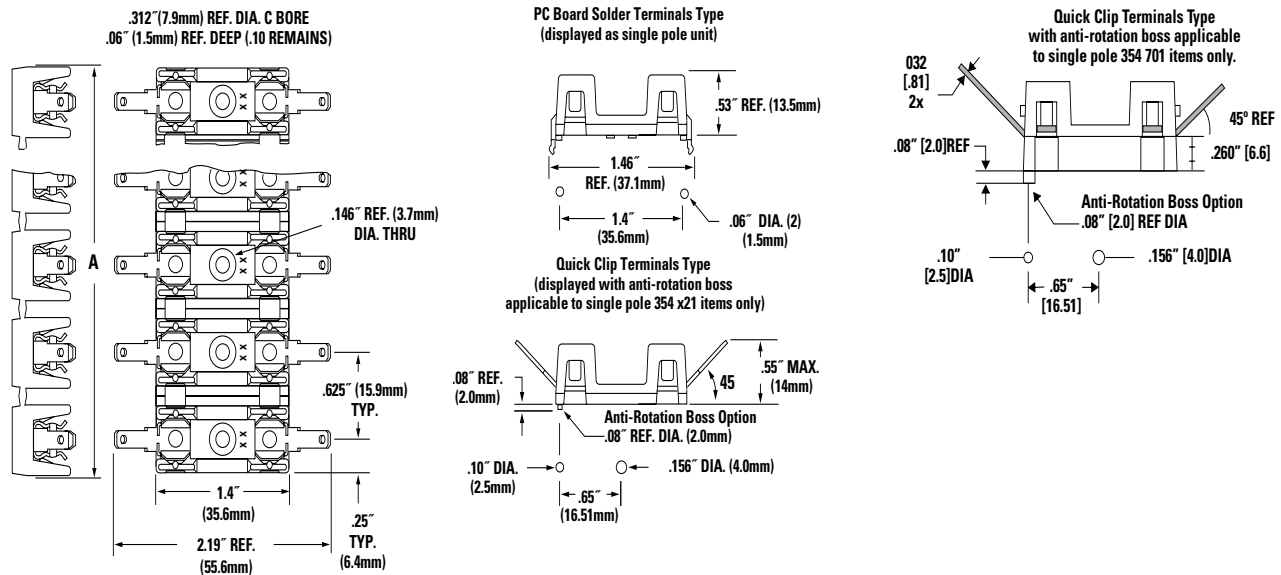 .312″(7.9mm) REF. DIA. C BORE
.06″ (1.5mm) REF. DEEP (.10 REMAINS)
A
X X
X X
X X
X X
.146″ REF. (3.7mm)
DIA. THRU
.625″ (15.9mm)
TYP.
1.4″
(35.6mm)
2.19″ REF.
(55.6mm)
.25″
TYP.
(6.4mm)
PC Board Solder Terminals Type
(displayed as single pole unit)
.53″ REF. (13.5mm)
1.46″
REF. (37.1mm)
1.4″
(35.6mm)
.06″ DIA. (2)
(1.5mm)
Quick Clip Terminals Type
(displayed with anti-rotation boss
applicable to single pole 354 x21 items only)
.08″ REF.
(2.0mm)
45
.55″ MAX.
(14mm)
Anti-Rotation Boss Option
.08″ REF. DIA. (2.0mm)
.10″ DIA.
(2.5mm)
.156″ DIA. (4.0mm)
.65″
(16.51mm)
Quick Clip Terminals Type
with anti-rotation boss applicable
to single pole 354 701 items only.
032
[.81]
2x
45º REF
.08" [2.0]REF
.260" [6.6]
Anti-Rotation Boss Option
.08" [2.0] REF DIA
.10"
[2.5]DIA
.156" [4.0]DIA
.65"
[16.51]